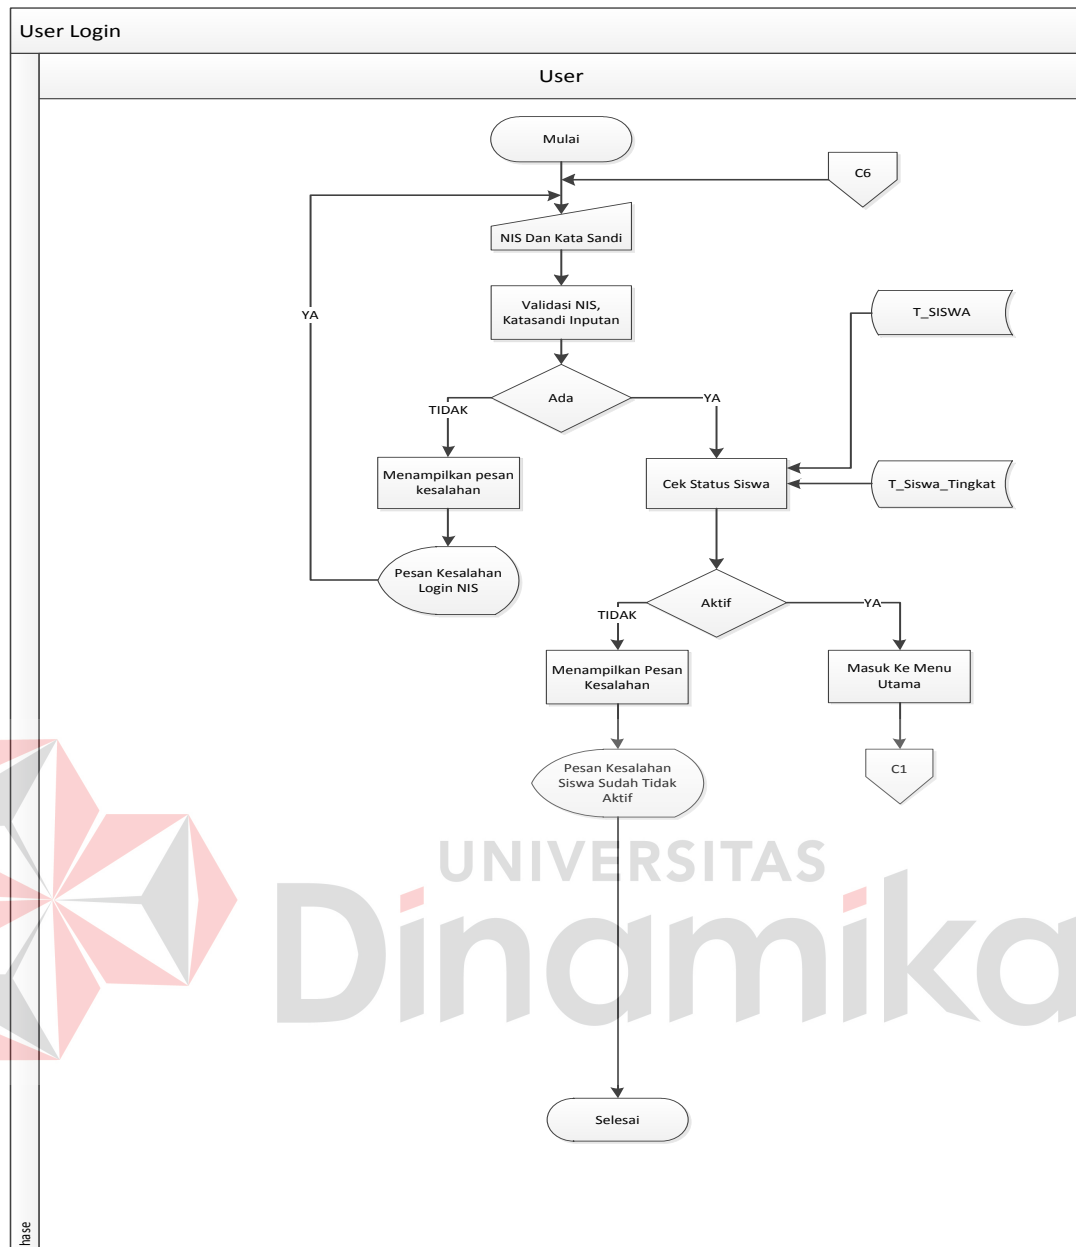 User Login
User
Mulai
C6
NIS Dan Kata Sandi
Validasi NIS,
Katasandi Inputan
YA
T_SISWA
Ada
TIDAK
YA
Menampilkan pesan
kesalahan
Cek Status Siswa
T_Siswa_Tingkat
Pesan Kesalahan
Login NIS
Aktif
TIDAK
YA
Menampilkan Pesan
Kesalahan
Masuk Ke Menu
Utama
Pesan Kesalahan
Siswa Sudah Tidak
Aktif
C1
UNIVERSITAS
Dinamika
Selesai
hase